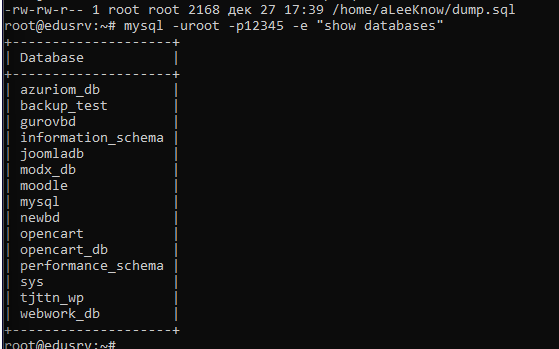 -rw-rw-r-- 1 root root 2168 дек 27 17:39 /home/aLeeKnow/dump.sql
root@edusrv:~# mysql -uroot -p12345 -e "show databases"
+--------------------+
| Database           |
+--------------------+
| azuriom_db         |
| backup_test        |
| gurovbd            |
| information_schema |
| joomladb           |
| modx_db            |
| moodle             |
| mysql              |
| newbd              |
| opencart           |
| opencart_db        |
| performance_schema |
| sys                |
| tjttn_wp           |
| webwork_db         |
+--------------------+
root@edusrv:~#